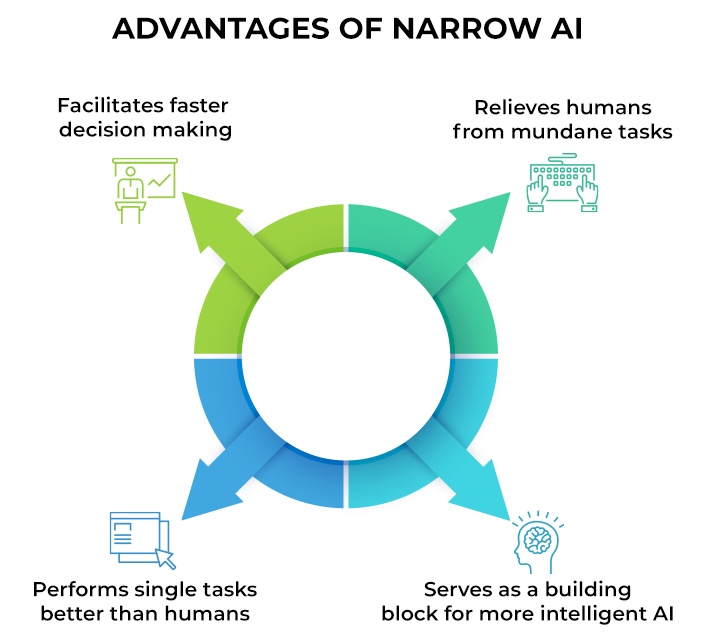 ADVANTAGES OF NARROW AI
Facilitates faster
decision making
Relieves humans
from mundane tasks
Performs single tasks
better than humans
Serves as a building
block for more intelligent AI